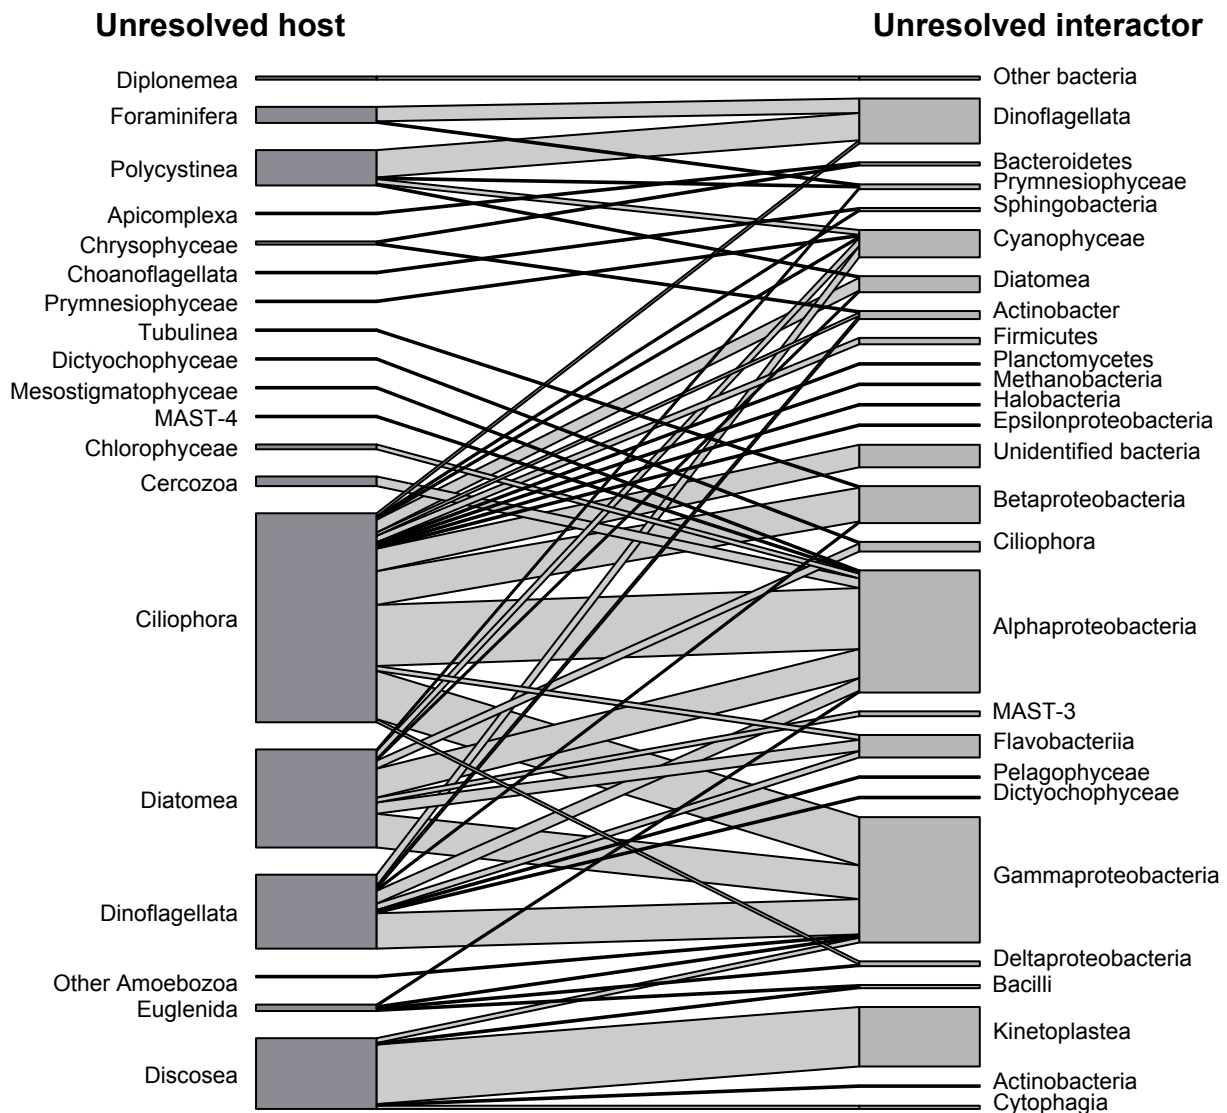 Unresolved host
Unresolved interactor
Diplonemea
Foraminifera
Polycystinea
Apicomplexa
Chrysophyceae
Choanoflagellata
Prymnesiophyceae
Tubulinea
Dictyochophyceae
Mesostigmatophyceae
MAST-4
Chlorophyceae
Cercozoa
Ciliophora
Diatomea
Dinoflagellata
Other Amoebozoa
Euglenida
Discosea
Other bacteria
Dinoflagellata
Bacteroidetes
Prymnesiophyceae
Sphingobacteria
Cyanophyceae
Diatomea
Actinobacter
Firmicutes
Planctomycetes
Methanobacteria
Halobacteria
Epsilonproteobacteria
Unidentified bacteria
Betaproteobacteria
Ciliophora
Alphaproteobacteria
MAST-3
Flavobacteriia
Pelagophyceae
Dictyochophyceae
Gammaproteobacteria
Deltaproteobacteria
Bacilli
Kinetoplastea
Actinobacteria
Cytophagia